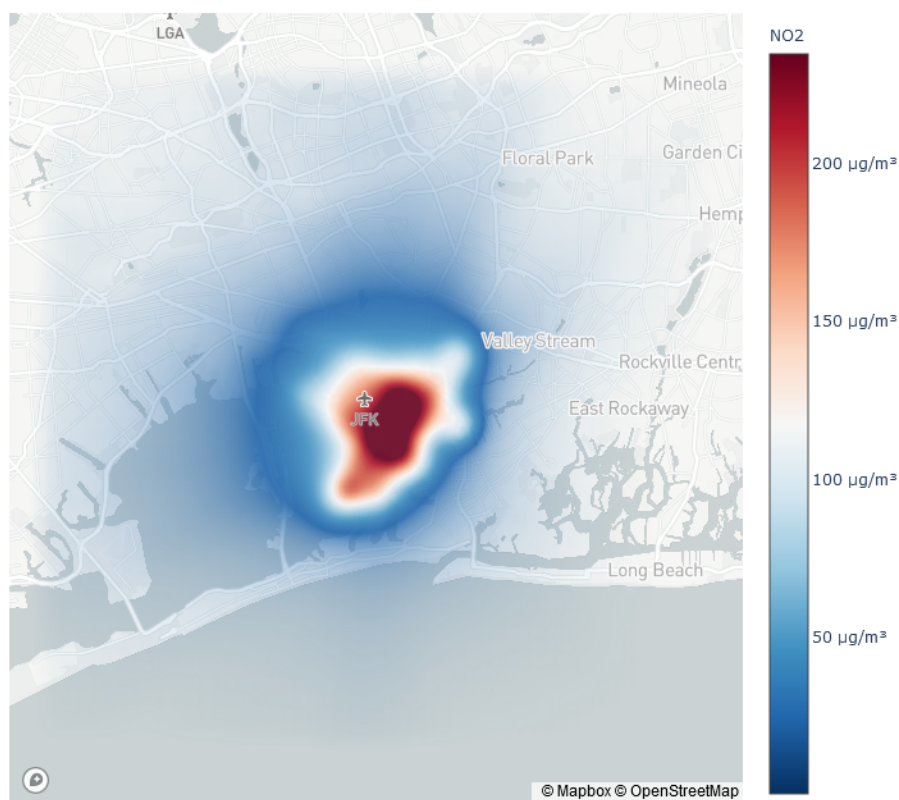 LGA
NO2
Mineola
Floral Park
Garden Ci
200 µg/m³
Hemp
150 µg/m³
Valley Stream
Rockville Centr
JFK
East Rockaway
100 µg/m³
Long Beach
50 µg/m³
© Mapbox © OpenStreetMap